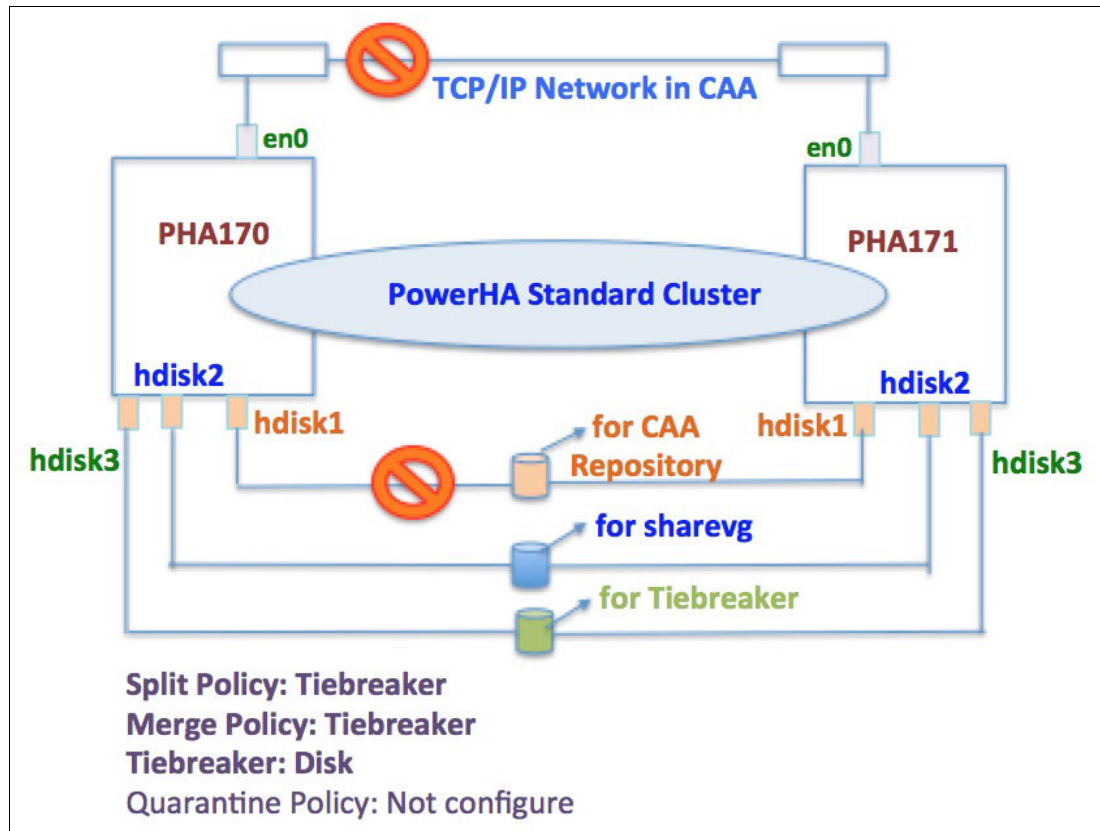 TCP/IP Network in CAA
en0
en0
PHA170
PHA171
PowerHA Standard Cluster
hdisk2
hdisk2
hdisk1
for CAA
hdisk1
hdisk3
Repository
hdisk3
for sharevg
for Tiebreaker
Split Policy: Tiebreaker
Merge Policy: Tiebreaker
Tiebreaker: Disk
Quarantine Policy: Not configure